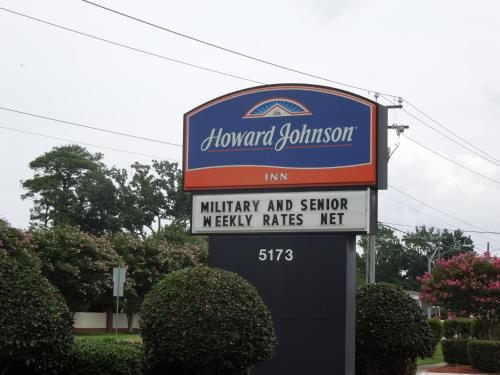 Howard Johnson
INN
MILITARY AND SENIOR
WEEKLY RATES NET
5173